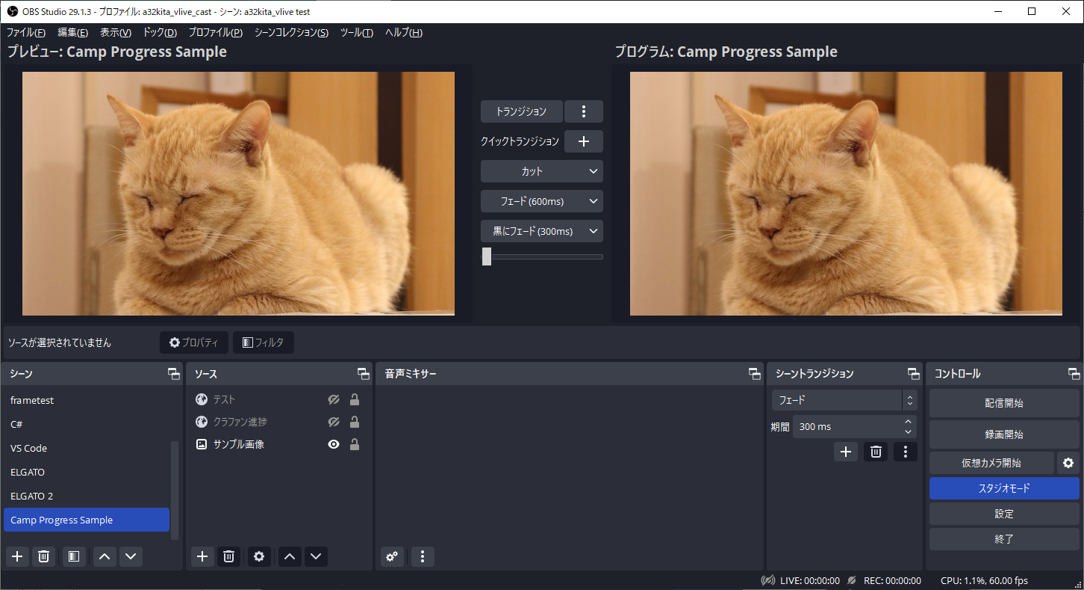 OBS Studio 29.1.3 - プロファイル: a32kita_vlive_cast - シーン: a32kita_vlive test
ファイル(F) 編集(E) 表示(V) ドック(D) プロファイル(P) シーンコレクション(S) ツール(T) ヘルプ(H)
プレビュー: Camp Progress Sample
プログラム: Camp Progress Sample
トランジション
クイックトランジション
カット
フェード (600ms)
黒にフェード (300ms)
ソースが選択されていません
プロパティ
フィルタ
シーン
frametest
C#
VS Code
ELGATO
ELGATO 2
Camp Progress Sample
ソース
テスト
クラファン進捗
サンプル画像
音声ミキサー
シーントランジション
フェード
期間 300 ms
コントロール
配信開始
録画開始
仮想カメラ開始
スタジオモード
設定
終了
LIVE: 00:00:00 REC: 00:00:00 CPU: 1.1%, 60.00 fps